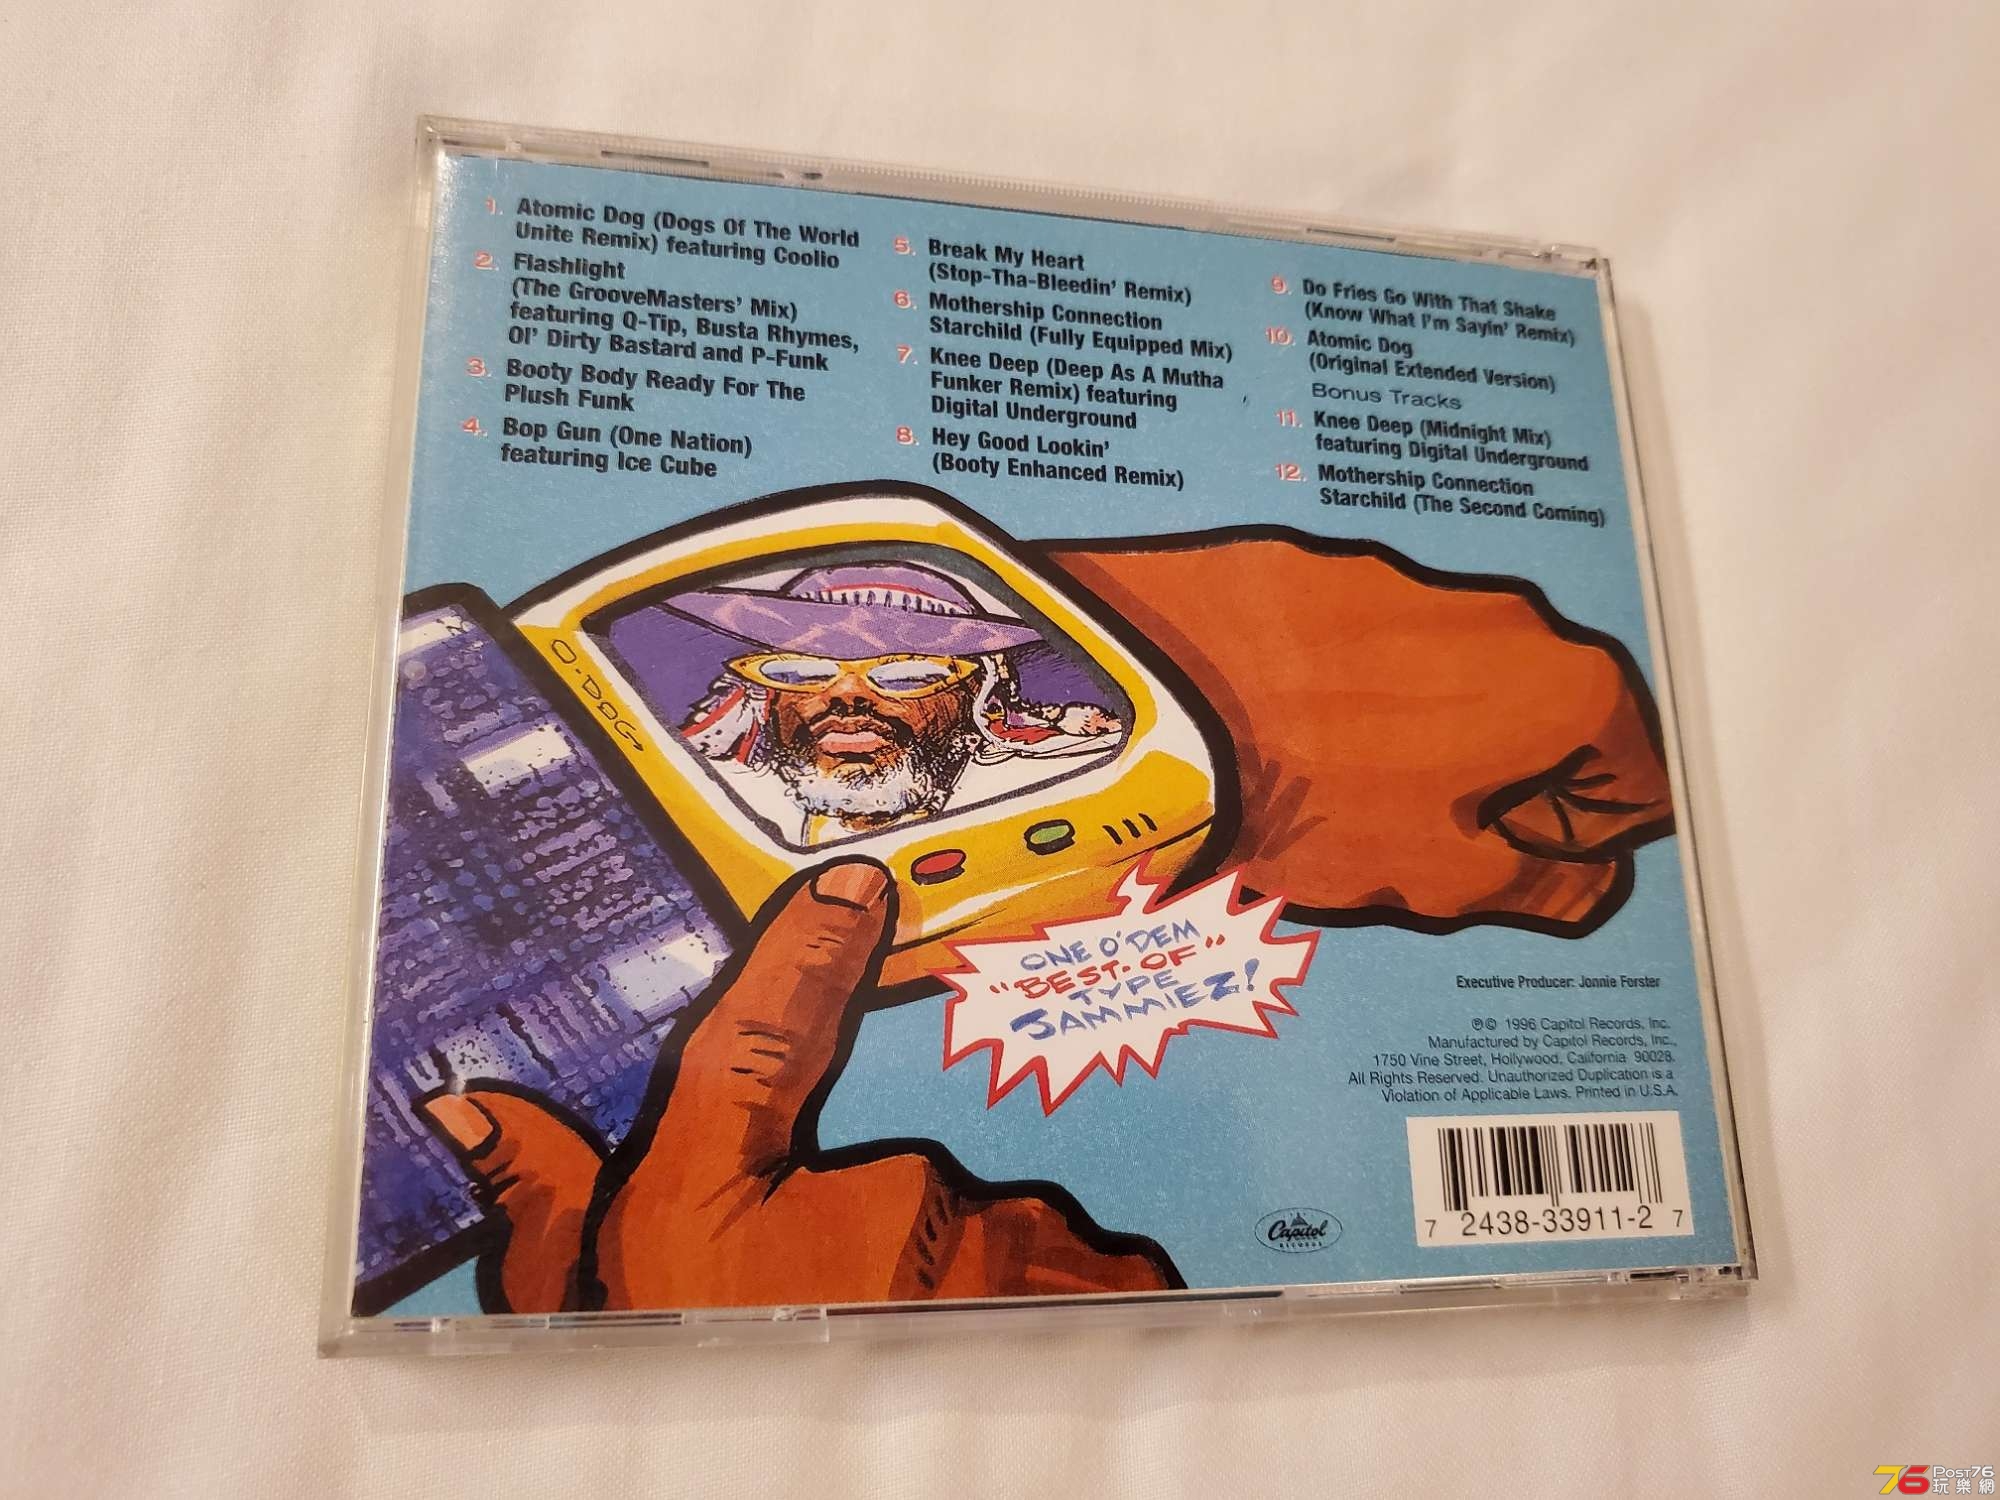 1. Atomic Dog (Dogs Of The World
Unite Remix) featuring Coolio
2. Flashlight
(The GrooveMasters' Mix)
featuring Q-Tip, Busta Rhymes,
Ol' Dirty Bastard and P-Funk
3. Booty Body Ready For The
Plush Funk
4. Bop Gun (One Nation)
featuring Ice Cube
5. Break My Heart
(Stop-Tha-Bleedin' Remix)
6. Mothership Connection
Starchild (Fully Equipped Mix)
7. Knee Deep (Deep As A Mutha
Funker Remix) featuring
Digital Underground
8. Hey Good Lookin'
(Booty Enhanced Remix)
9. Do Fries Go With That Shake
(Know What I'm Sayin' Remix)
10. Atomic Dog
(Original Extended Version)
Bonus Tracks
11. Knee Deep (Midnight Mix)
featuring Digital Underground
12. Mothership Connection
Starchild (The Second Coming)
O-DOG
ONE O' DEM
"BEST-OF"
TYPE
JAMMIEZ!
Executive Producer: Jonnie Forster
℗© 1996 Capitol Records, Inc.
Manufactured by Capitol Records, Inc.,
1750 Vine Street, Hollywood, California 90028.
All Rights Reserved. Unauthorized Duplication is a
Violation of Applicable Laws. Printed in U.S.A.
Capitol
RECORDS
7 2438-33911-2 7
76 Post76
玩樂網